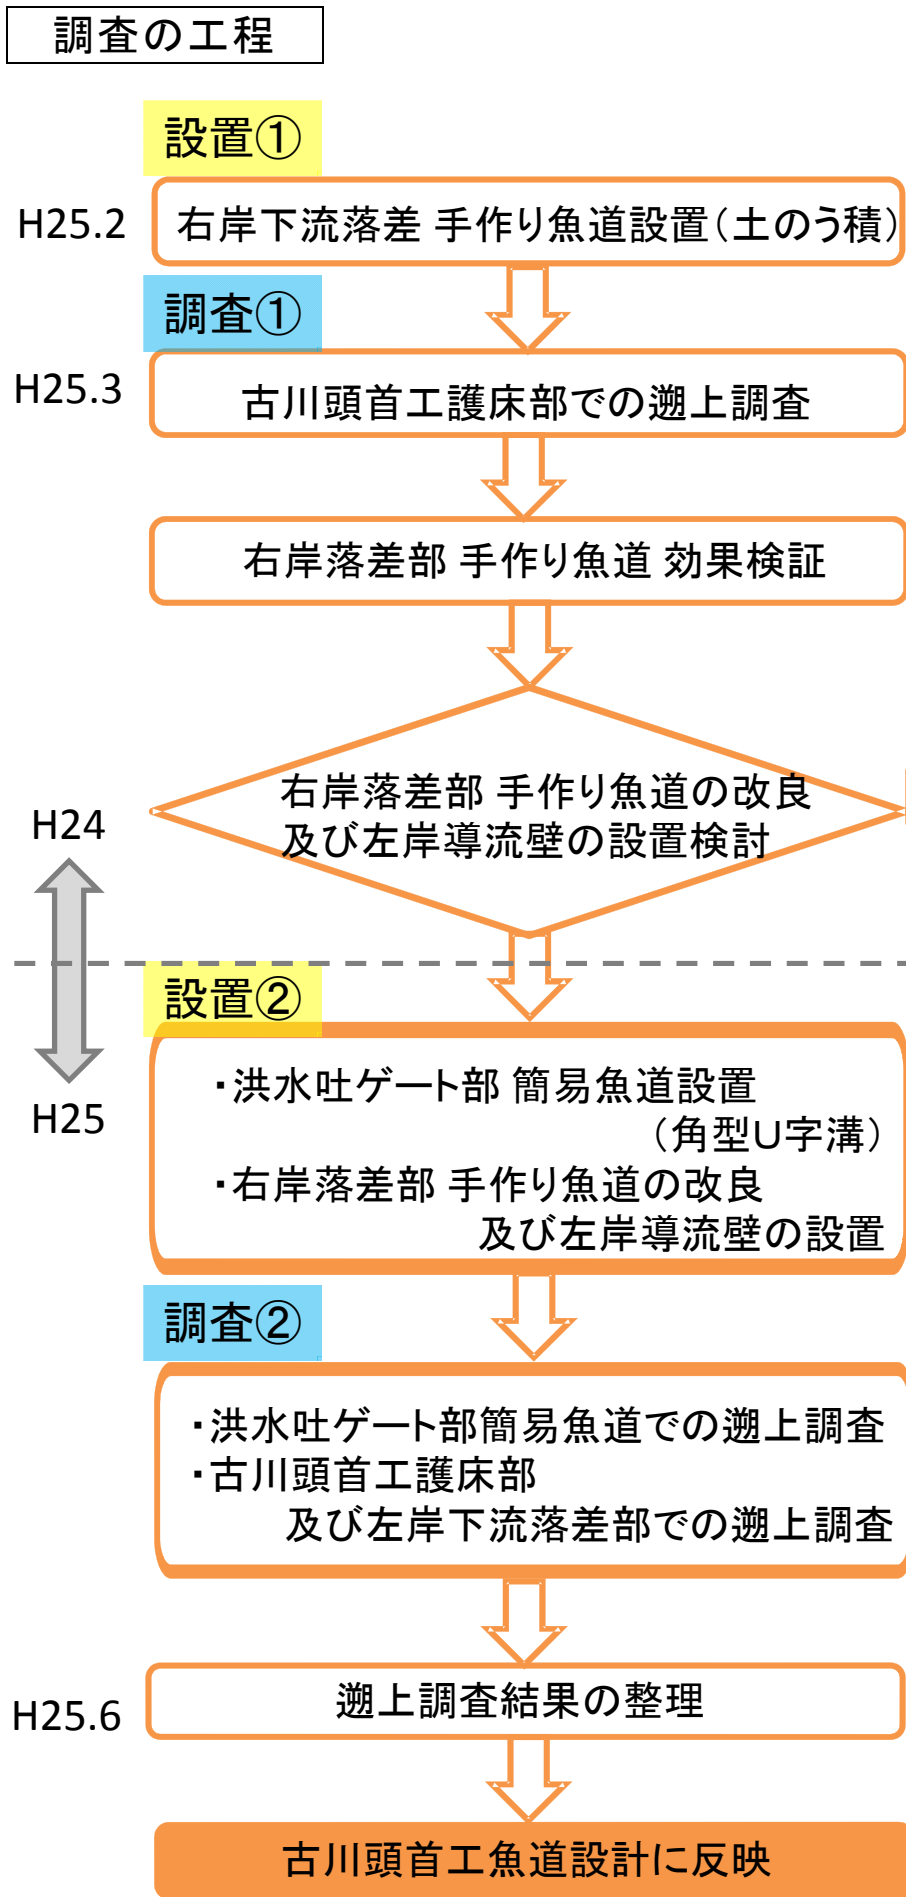 調査の工程
設置①
H25.2
右岸下流落差 手作り魚道設置（土のう積）
調査①
H25.3
古川頭首工護床部での遡上調査
右岸落差部 手作り魚道 効果検証
右岸落差部 手作り魚道の改良
及び左岸導流壁の設置検討
H24
設置②
H25
・洪水吐ゲート部 簡易魚道設置
（角型U字溝）
・右岸落差部 手作り魚道の改良
及び左岸導流壁の設置
調査②
・洪水吐ゲート部簡易魚道での遡上調査
・古川頭首工護床部
及び左岸下流落差部での遡上調査
H25.6
遡上調査結果の整理
古川頭首工魚道設計に反映